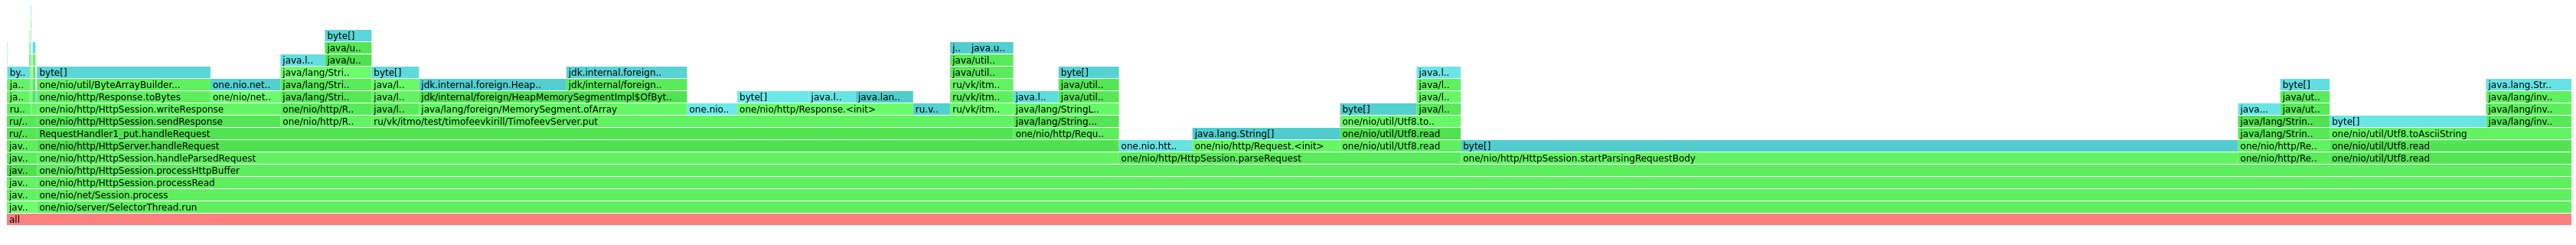 byte[]
java/u.. j.. java.u..
java.l.. java/u.. java/util..
by.. byte[] java/lang/Stri.. byte[] jdk.internal.foreign.. java/util.. byte[] java.l..
ja.. one/nio/util/ByteArrayBuilder... one.nio.net.. java/lang/Stri.. java/l.. jdk.internal.foreign.Heap.. jdk/internal/foreign.. ru/vk/itm.. java/util.. java/l.. byte[] java.lang.Str..
ja.. one/nio/http/Response.toBytes one/nio/net.. java/lang/Stri.. java/l.. jdk/internal/foreign/HeapMemorySegmentImpl$OfByt.. byte[] java.l.. java.lan.. ru/vk/itm.. java.l.. java/util.. java/l.. java/ut.. java/lang/inv..
ru.. one/nio/http/HttpSession.writeResponse one/nio/http/R.. java/l.. java/lang/foreign/MemorySegment.ofArray one.nio.. one/nio/http/Response.<init> ru.v.. ru/vk/itm.. java/lang/StringL.. byte[] java/l.. java... java/ut.. java/lang/inv..
ru/.. one/nio/http/HttpSession.sendResponse one/nio/http/R.. ru/vk/itmo/test/timofeevkirill/TimofeevServer.put java/lang/String... one/nio/util/Utf8.to.. java/lang/Strin.. byte[] java/lang/inv..
ru/.. RequestHandler1_put.handleRequest one/nio/http/Requ.. java.lang.String[] one/nio/util/Utf8.read java/lang/Strin.. one/nio/util/Utf8.toAsciiString
jav.. one/nio/http/HttpServer.handleRequest one.nio.htt.. one/nio/http/Request.<init> one/nio/util/Utf8.read byte[] one/nio/http/Re.. one/nio/util/Utf8.read
jav.. one/nio/http/HttpSession.handleParsedRequest one/nio/http/HttpSession.parseRequest one/nio/http/HttpSession.startParsingRequestBody one/nio/http/Re.. one/nio/util/Utf8.read
jav.. one/nio/http/HttpSession.processHttpBuffer
jav.. one/nio/http/HttpSession.processRead
jav.. one/nio/net/Session.process
jav.. one/nio/server/SelectorThread.run
all